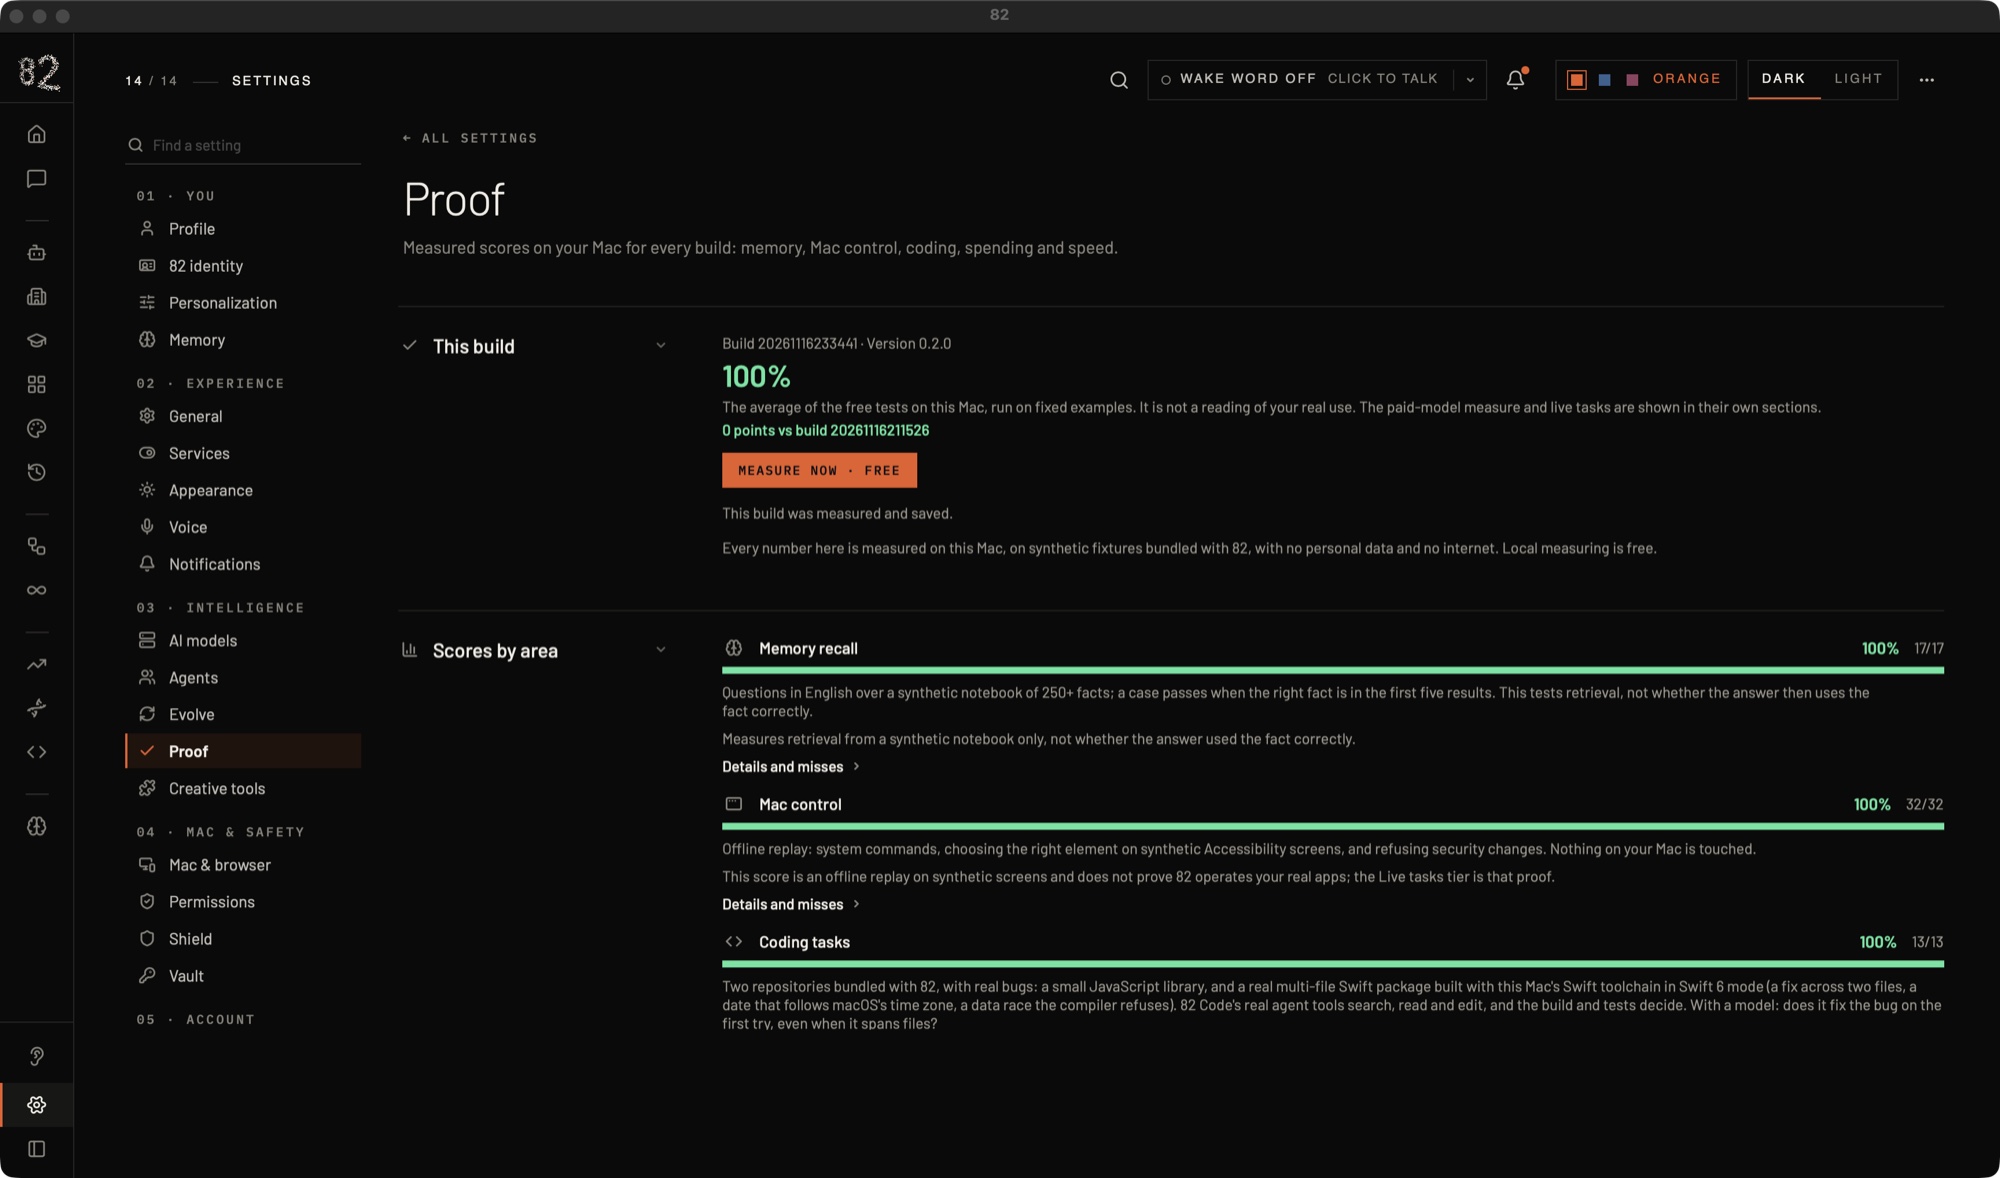 82
82
14 / 14
SETTINGS
WAKE WORD OFF CLICK TO TALK
ORANGE
DARK
LIGHT
Find a setting
01 · YOU
Profile
82 identity
Personalization
Memory
02 · EXPERIENCE
General
Services
Appearance
Voice
Notifications
03 · INTELLIGENCE
AI models
Agents
Evolve
Proof
Creative tools
04 · MAC & SAFETY
Mac & browser
Permissions
Shield
Vault
05 · ACCOUNT
← ALL SETTINGS
Proof
Measured scores on your Mac for every build: memory, Mac control, coding, spending and speed.
This build
Build 20261116233441 · Version 0.2.0
100%
The average of the free tests on this Mac, run on fixed examples. It is not a reading of your real use. The paid-model measure and live tasks are shown in their own sections.
0 points vs build 20261116211526
MEASURE NOW · FREE
This build was measured and saved.
Every number here is measured on this Mac, on synthetic fixtures bundled with 82, with no personal data and no internet. Local measuring is free.
Scores by area
Memory recall
100% 17/17
Questions in English over a synthetic notebook of 250+ facts; a case passes when the right fact is in the first five results. This tests retrieval, not whether the answer then uses the
fact correctly.
Measures retrieval from a synthetic notebook only, not whether the answer used the fact correctly.
Details and misses
Mac control
100% 32/32
Offline replay: system commands, choosing the right element on synthetic Accessibility screens, and refusing security changes. Nothing on your Mac is touched.
This score is an offline replay on synthetic screens and does not prove 82 operates your real apps; the Live tasks tier is that proof.
Details and misses
Coding tasks
100% 13/13
Two repositories bundled with 82, with real bugs: a small JavaScript library, and a real multi-file Swift package built with this Mac's Swift toolchain in Swift 6 mode (a fix across two files, a
date that follows macOS's time zone, a data race the compiler refuses). 82 Code's real agent tools search, read and edit, and the build and tests decide. With a model: does it fix the bug on the
first try, even when it spans files?